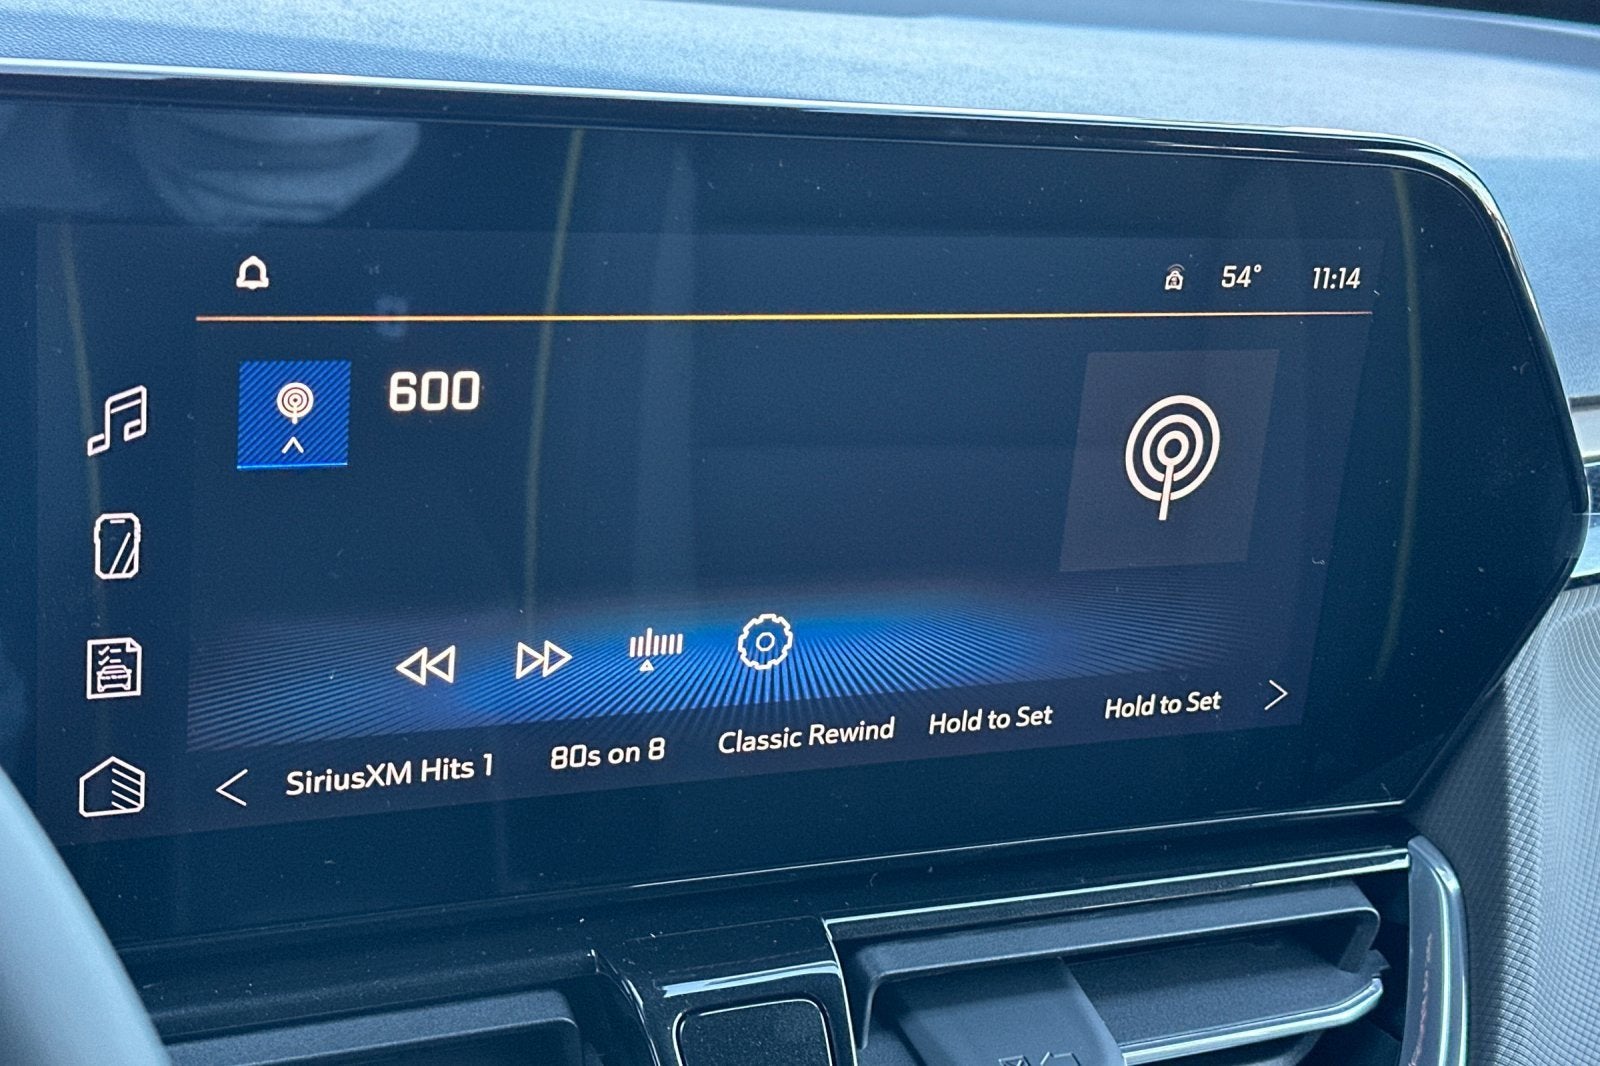 54° 11:14
600
SiriusXM Hits 1 80s on 8 Classic Rewind Hold to Set Hold to Set